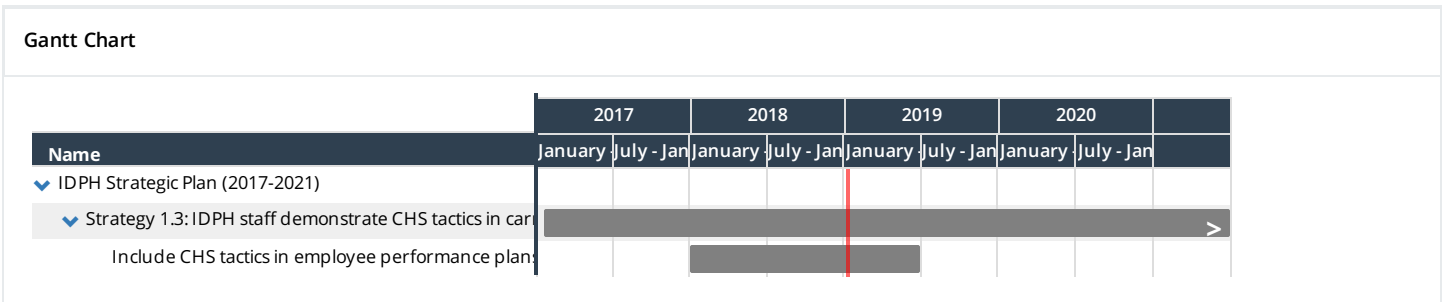 Gantt Chart
2017 2018 2019 2020
Name January - July - Jan January - July - Jan January - July - Jan January - July - Jan
IDPH Strategic Plan (2017-2021)
Strategy 1.3: IDPH staff demonstrate CHS tactics in car
>
Include CHS tactics in employee performance plans